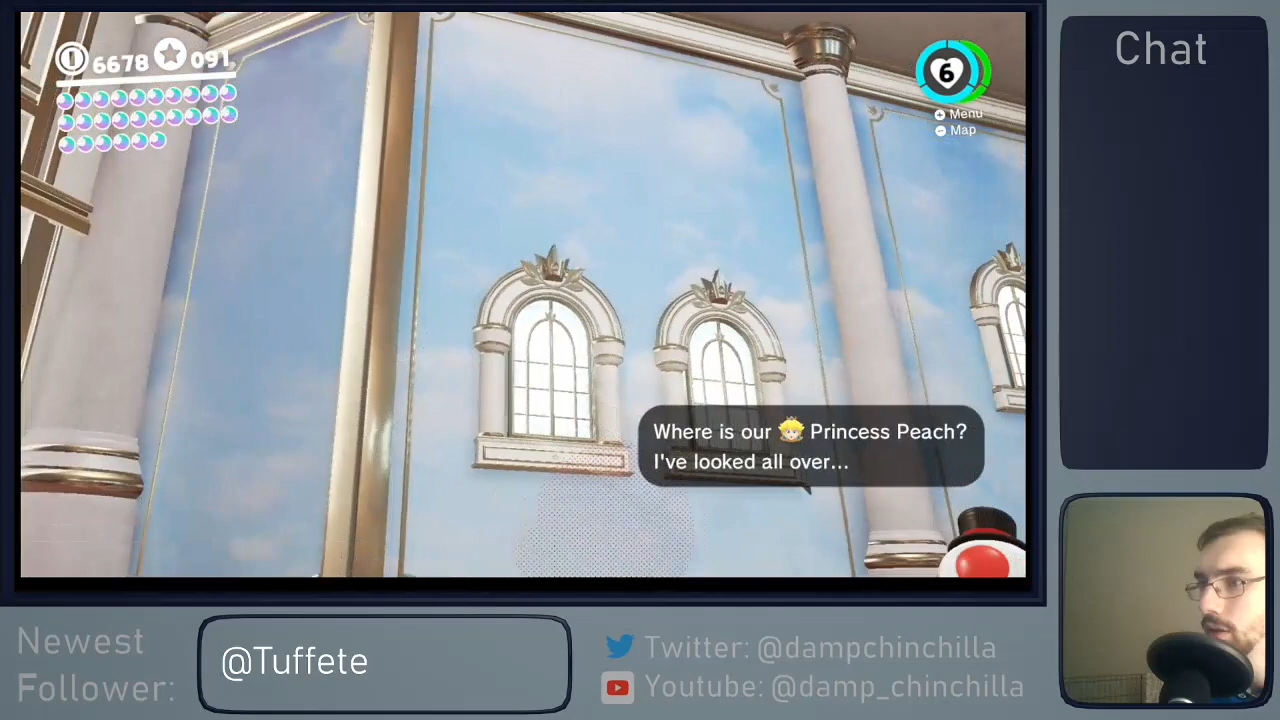 6678 091
6
Menu
Map
Where is our Princess Peach?
I've looked all over...
Chat
Newest
Follower:
@Tuffete
Twitter: @dampchinchilla
Youtube: @damp_chinchilla